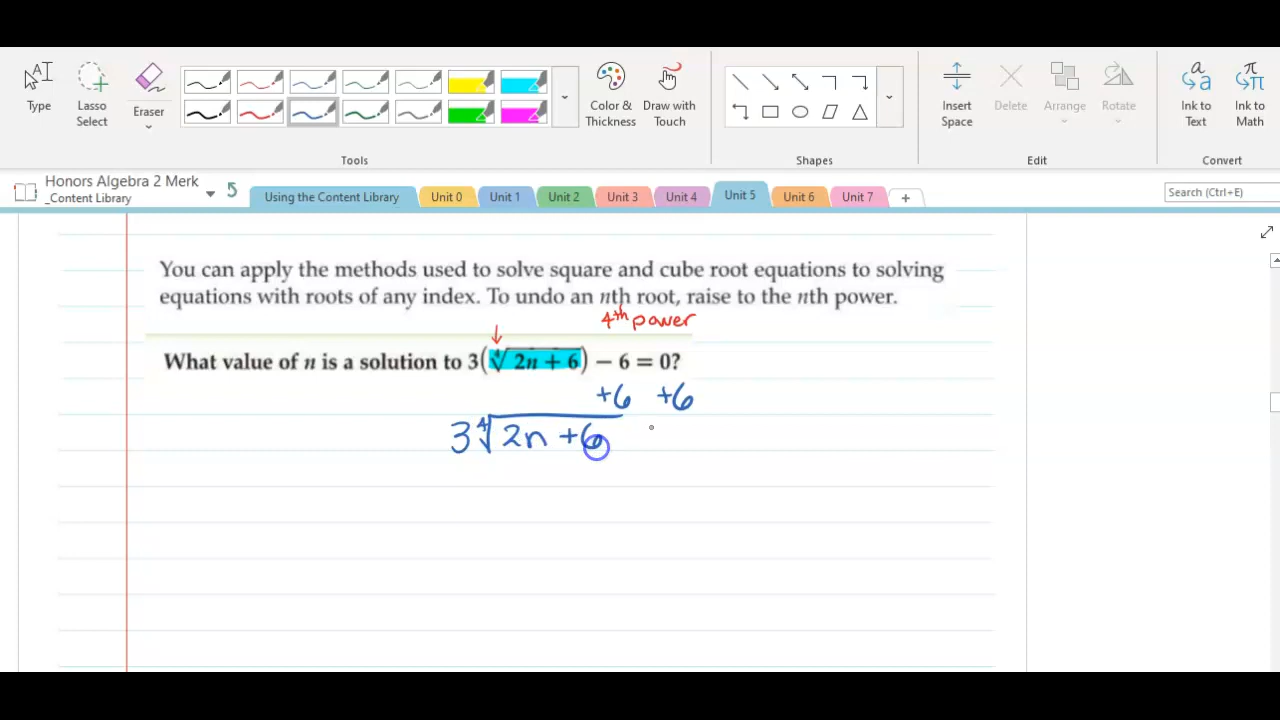 Type
Lasso Select
Eraser
Color & Thickness
Draw with Touch
Insert Space
Delete
Arrange
Rotate
Ink to Text
Ink to Math
Tools
Shapes
Edit
Convert
Honors Algebra 2 Merk
_Content Library
Using the Content Library
Unit 0
Unit 1
Unit 2
Unit 3
Unit 4
Unit 5
Unit 6
Unit 7
+
Search (Ctrl+E)
You can apply the methods used to solve square and cube root equations to solving
equations with roots of any index. To undo an nth root, raise to the nth power.
4th power
What value of n is a solution to 3(∜2n + 6) − 6 = 0?
+6 +6
3∜2n +6